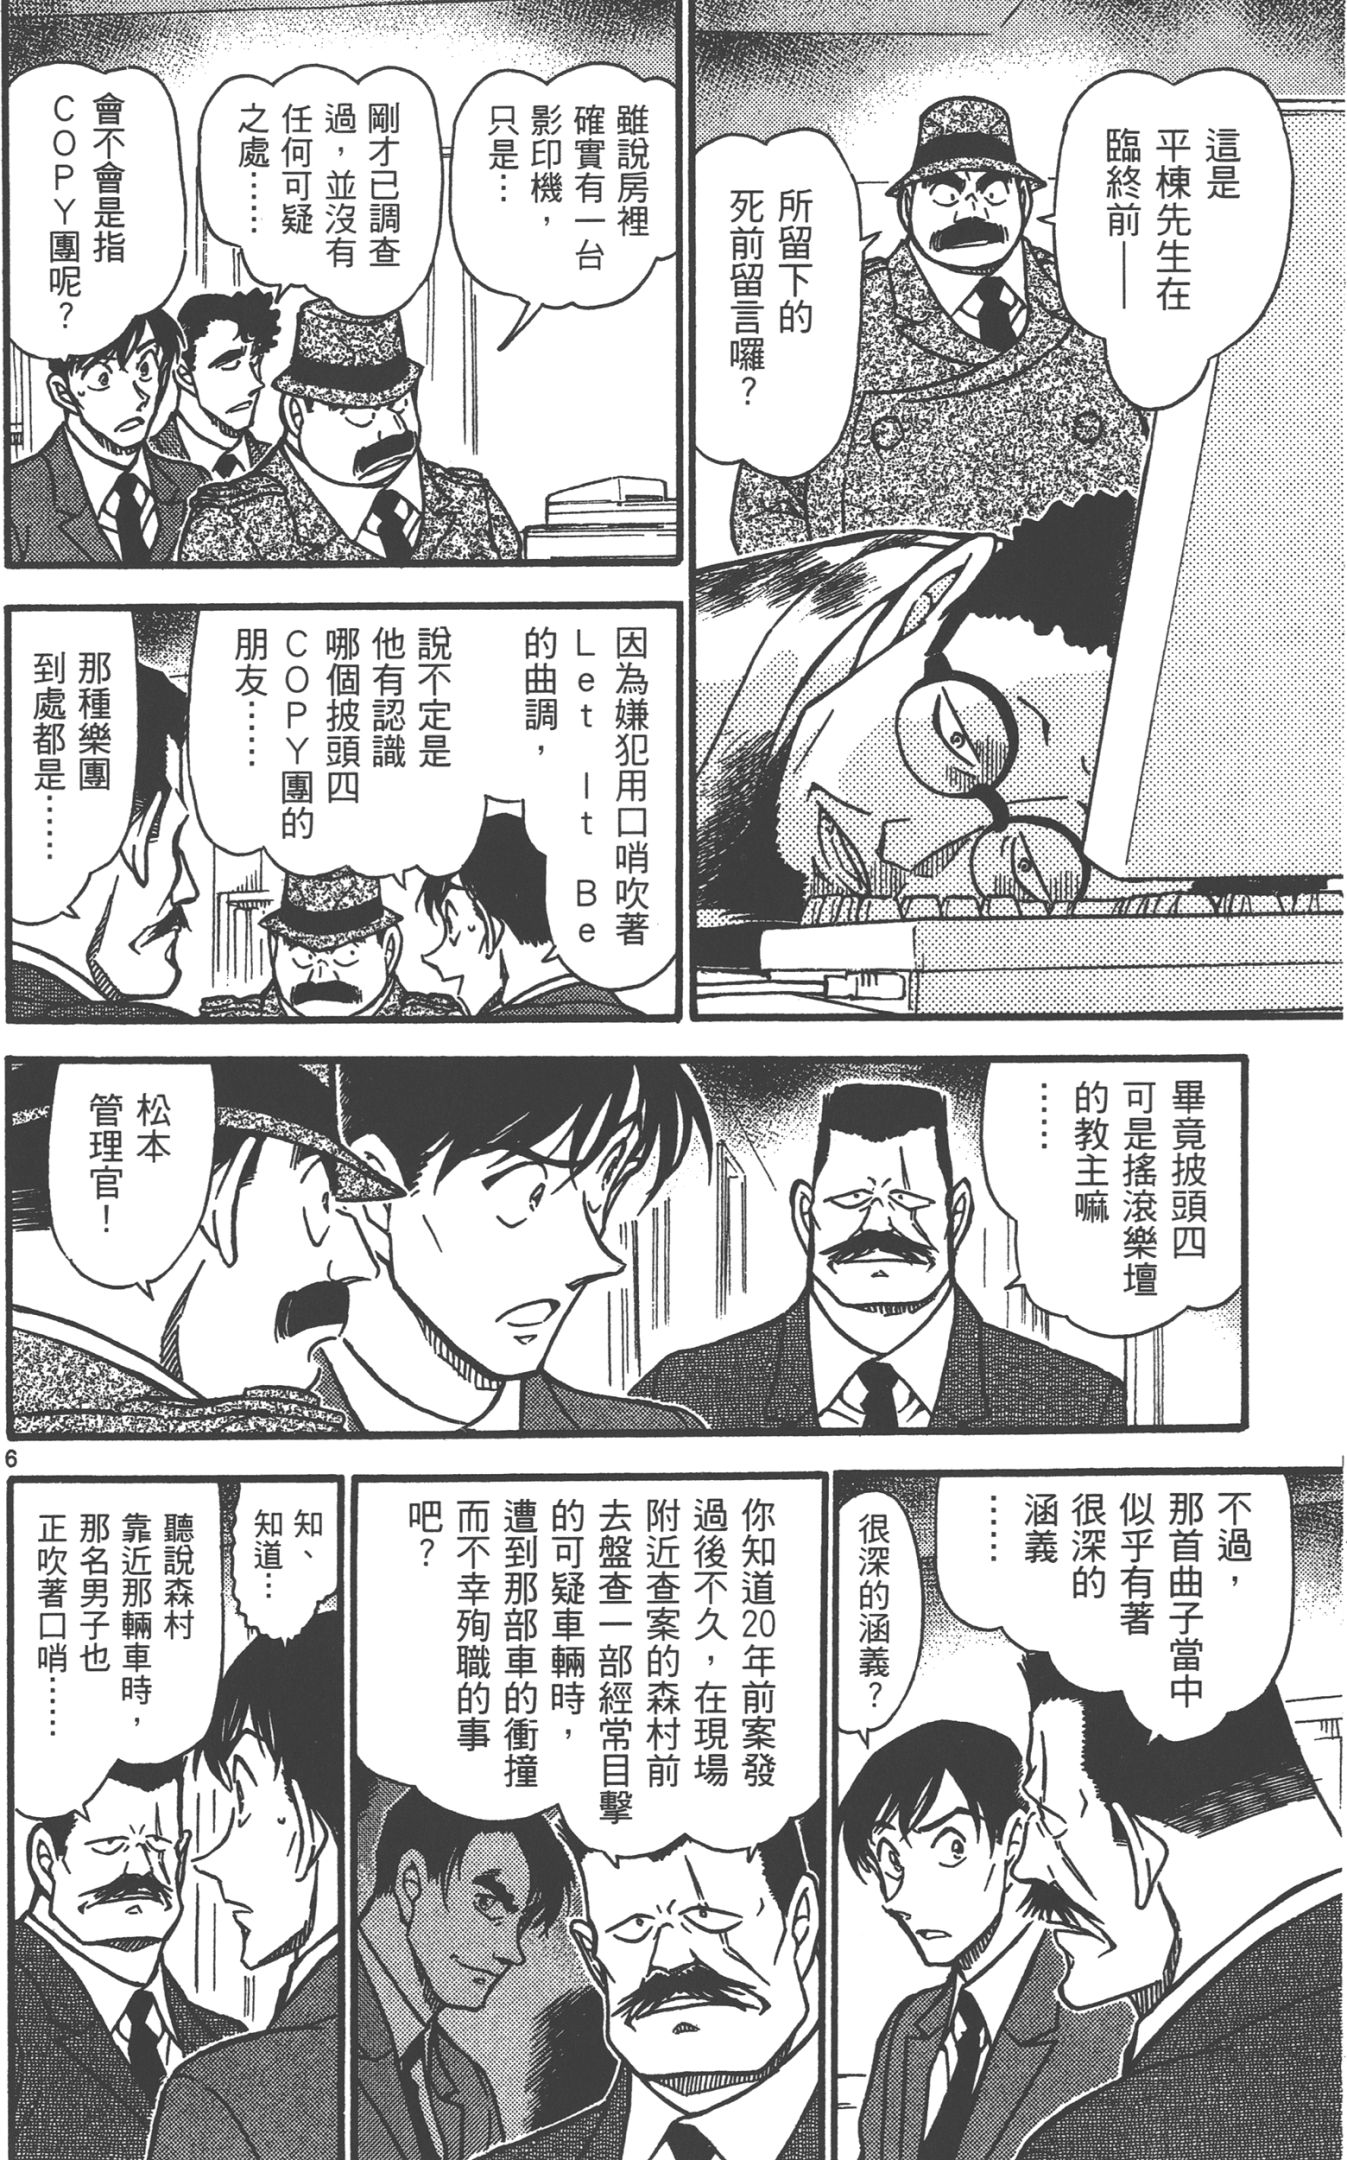 這是
平棟先生在
臨終前——
所留下的
死前留言囉？
雖說房裡
確實有一台
影印機，
只是…
剛才已調查
過，並沒有
任何可疑
之處……
會不會是指
ＣＯＰＹ團呢？
因為嫌犯用口哨吹著
Let It Be
的曲調，
說不定是
他有認識
哪個披頭四
ＣＯＰＹ團的
朋友……
那種樂團
到處都是……
畢竟披頭四
可是搖滾樂壇
的教主嘛
……
松本
管理官！
不過，
那首曲子當中
似乎有著
很深的
涵義
……
很深的涵義？
你知道20年前案發
過後不久，在現場
附近查案的森村前
去盤查一部經常目擊
的可疑車輛時，
遭到那部車的衝撞
而不幸殉職的事
吧？
知、
知道…
聽說森村
靠近那輛車時，
那名男子也
正吹著口哨……
6